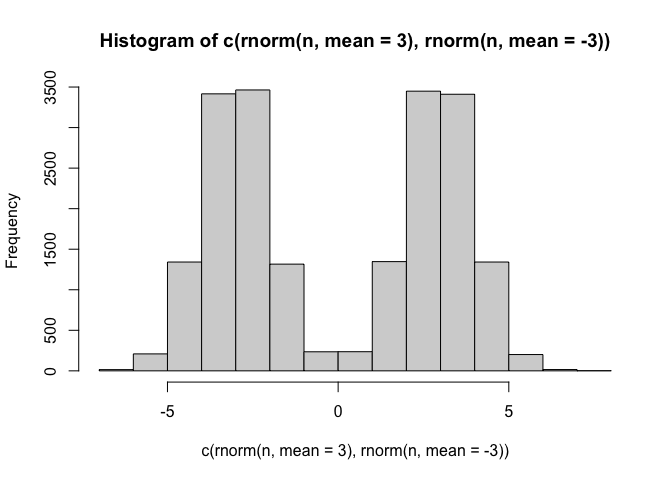 Histogram of c(rnorm(n, mean = 3), rnorm(n, mean = -3))
Frequency
3500
2500
1500
500
0
-5 0 5
c(rnorm(n, mean = 3), rnorm(n, mean = -3))